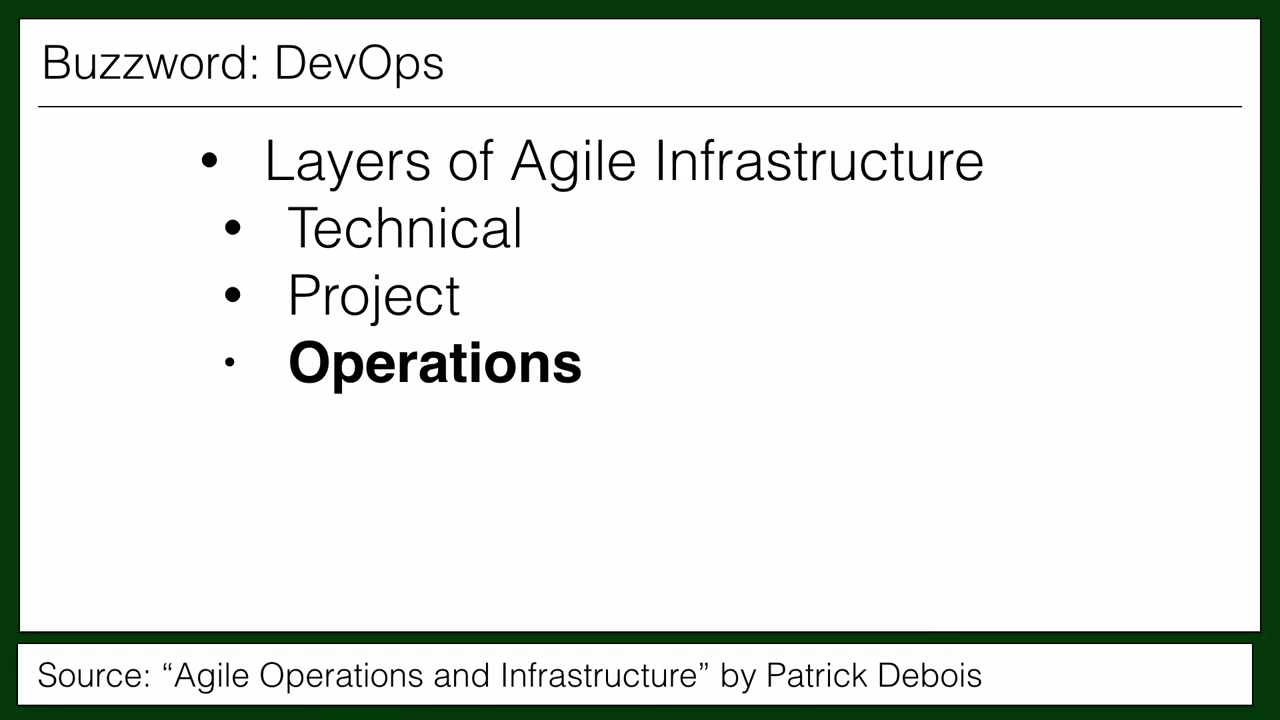 Buzzword: DevOps
• Layers of Agile Infrastructure
• Technical
• Project
• Operations
Source: “Agile Operations and Infrastructure” by Patrick Debois